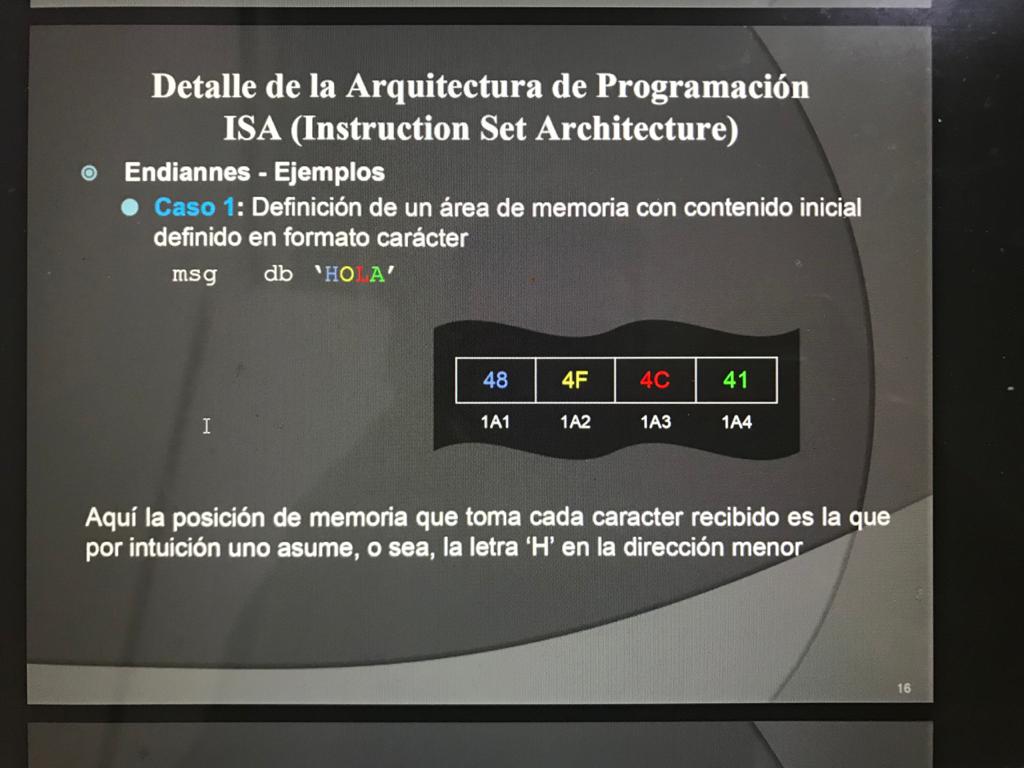 Detalle de la Arquitectura de Programación
ISA (Instruction Set Architecture)
Endiannes - Ejemplos
Caso 1: Definición de un área de memoria con contenido inicial
definido en formato carácter
msg db ‘HOLA’
48 4F 4C 41
1A1 1A2 1A3 1A4
Aquí la posición de memoria que toma cada caracter recibido es la que
por intuición uno asume, o sea, la letra ‘H’ en la dirección menor
16